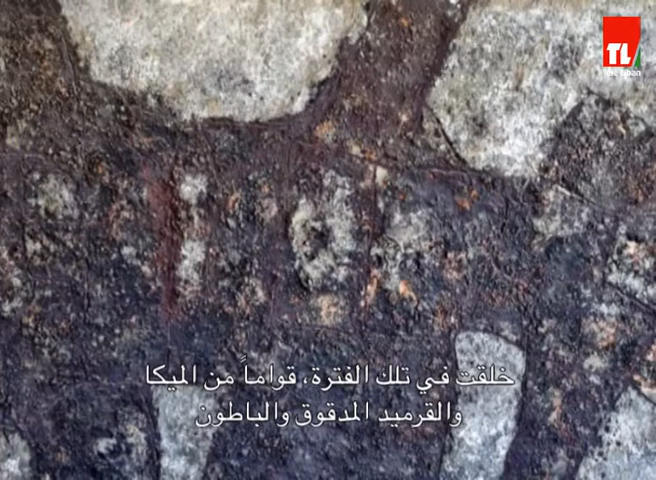 TL
خلقت في تلك الفترة، قواماً من الميكا
والقرميد المدقوق والباطون